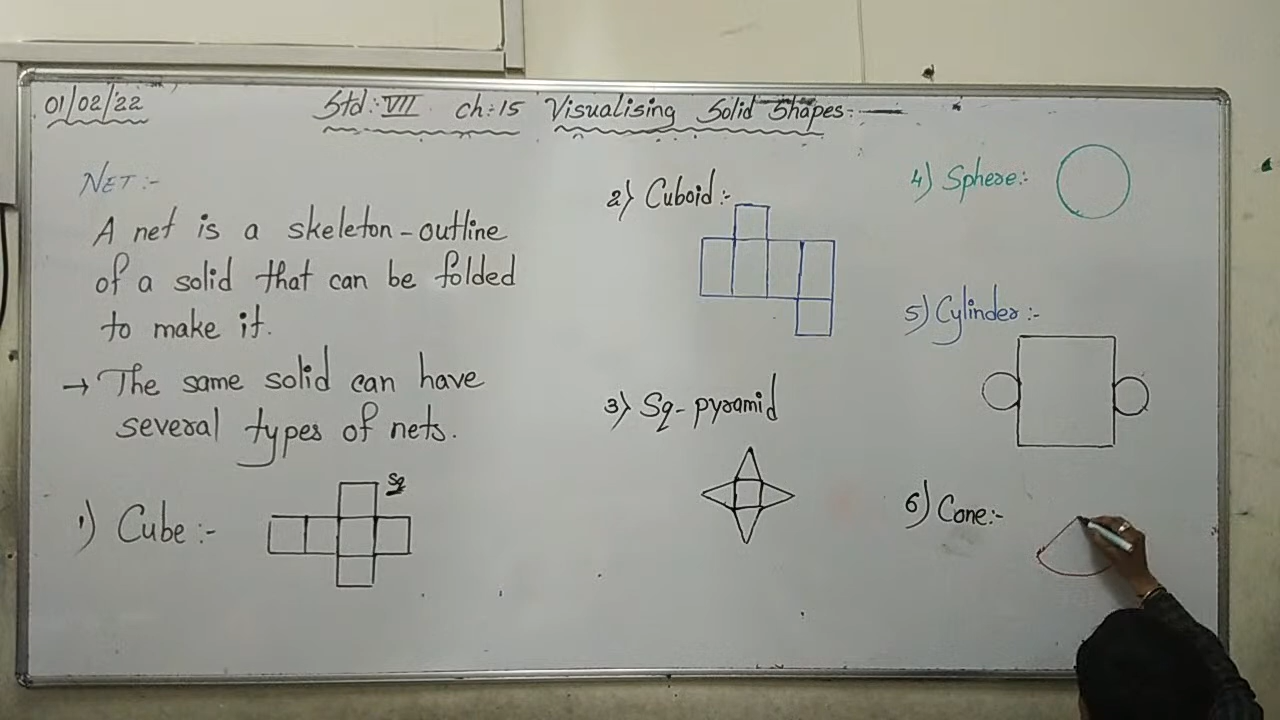 01/02/22
Std:VII ch:15 Visualising Solid Shapes:-
NET:-
A net is a skeleton-outline
of a solid that can be folded
to make it.
→ The same solid can have
several types of nets.
1) Cube:-
Sq
2) Cuboid:-
3) Sq-pyramid
4) Sphere:-
5) Cylinder:-
6) Cone:-